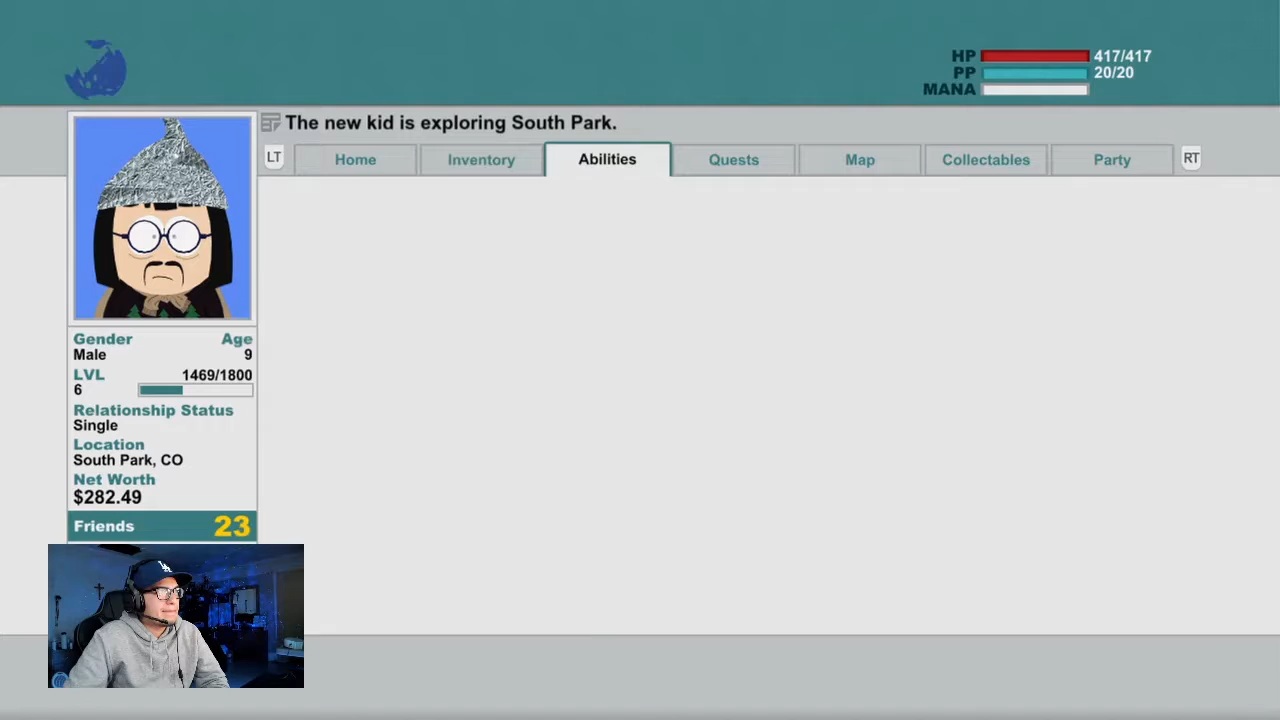 HP 417/417
PP 20/20
MANA
The new kid is exploring South Park.
LT Home Inventory Abilities Quests Map Collectables Party RT
Gender Age
Male 9
LVL 1469/1800
6
Relationship Status
Single
Location
South Park, CO
Net Worth
$282.49
Friends 23
LA